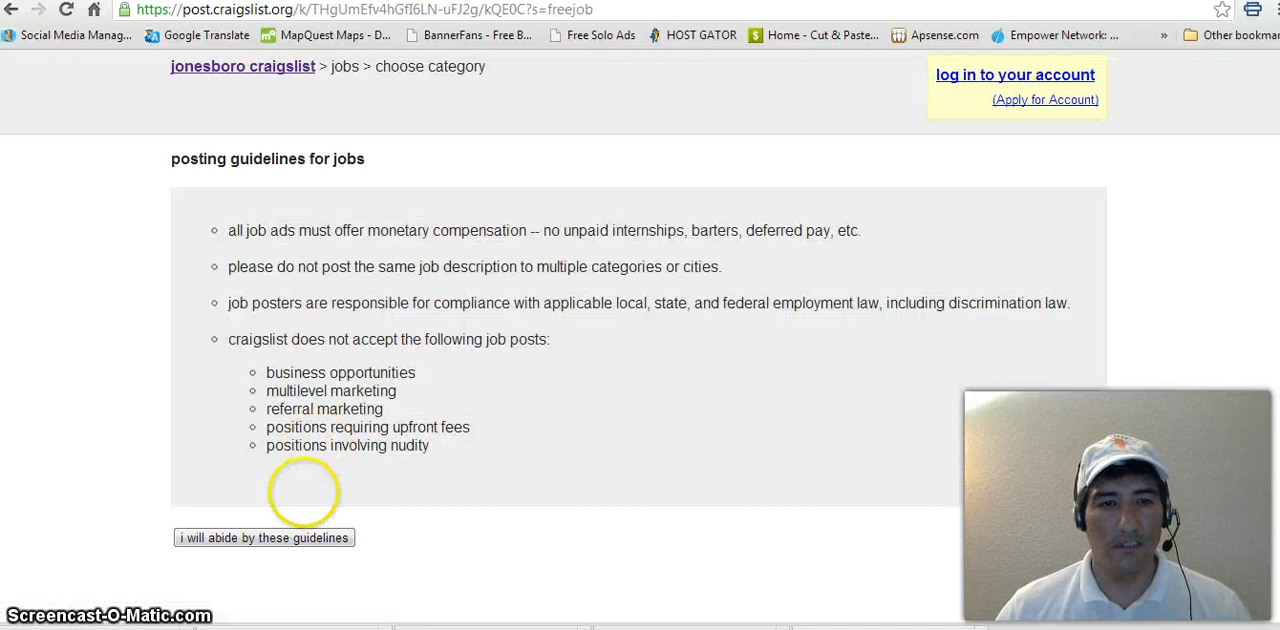 https://post.craigslist.org/k/THgUmEfv4hGfI6LN-uFJ2g/kQE0C?s=freejob
Social Media Manag... Google Translate MapQuest Maps - D... BannerFans - Free B... Free Solo Ads HOST GATOR Home - Cut & Paste... Apsense.com Empower Network: ... » Other bookmar
jonesboro craigslist > jobs > choose category
log in to your account
(Apply for Account)
posting guidelines for jobs
all job ads must offer monetary compensation -- no unpaid internships, barters, deferred pay, etc.
please do not post the same job description to multiple categories or cities.
job posters are responsible for compliance with applicable local, state, and federal employment law, including discrimination law.
craigslist does not accept the following job posts:
business opportunities
multilevel marketing
referral marketing
positions requiring upfront fees
positions involving nudity
i will abide by these guidelines
Screencast-O-Matic.com